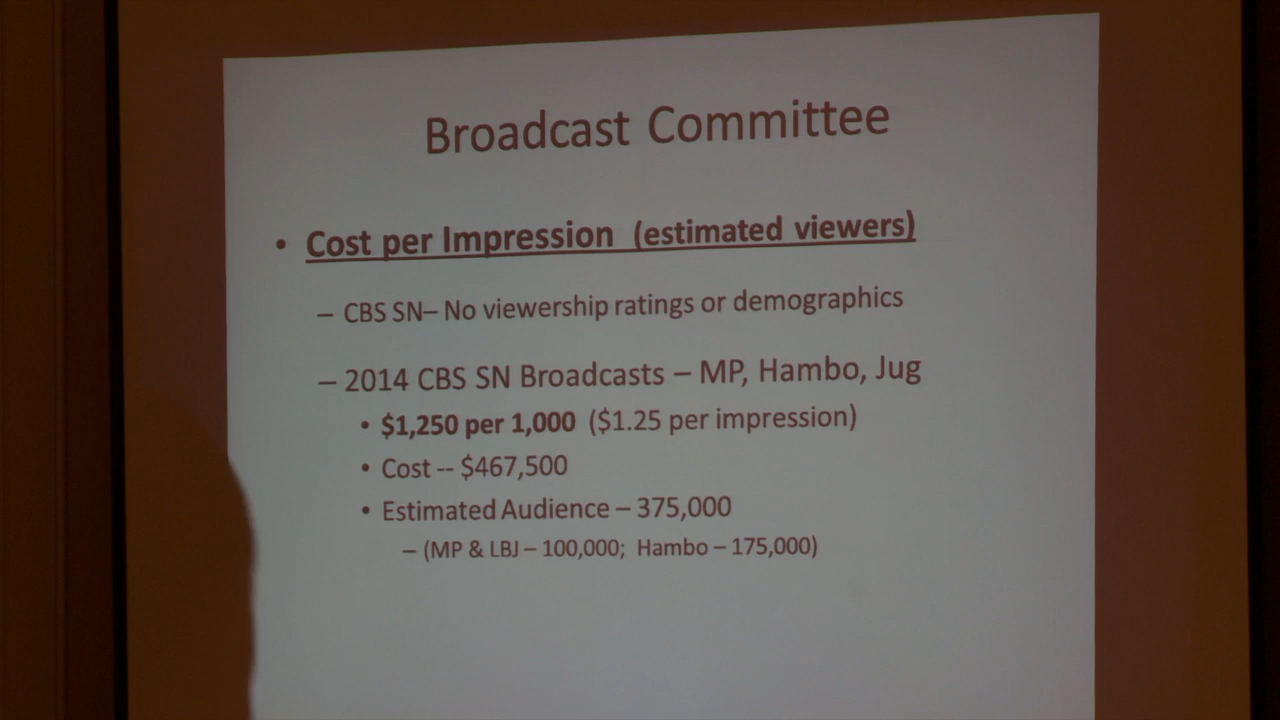 Broadcast Committee
• Cost per Impression (estimated viewers)
– CBS SN– No viewership ratings or demographics
– 2014 CBS SN Broadcasts – MP, Hambo, Jug
• $1,250 per 1,000 ($1.25 per impression)
• Cost -- $467,500
• Estimated Audience – 375,000
– (MP & LBJ – 100,000; Hambo – 175,000)